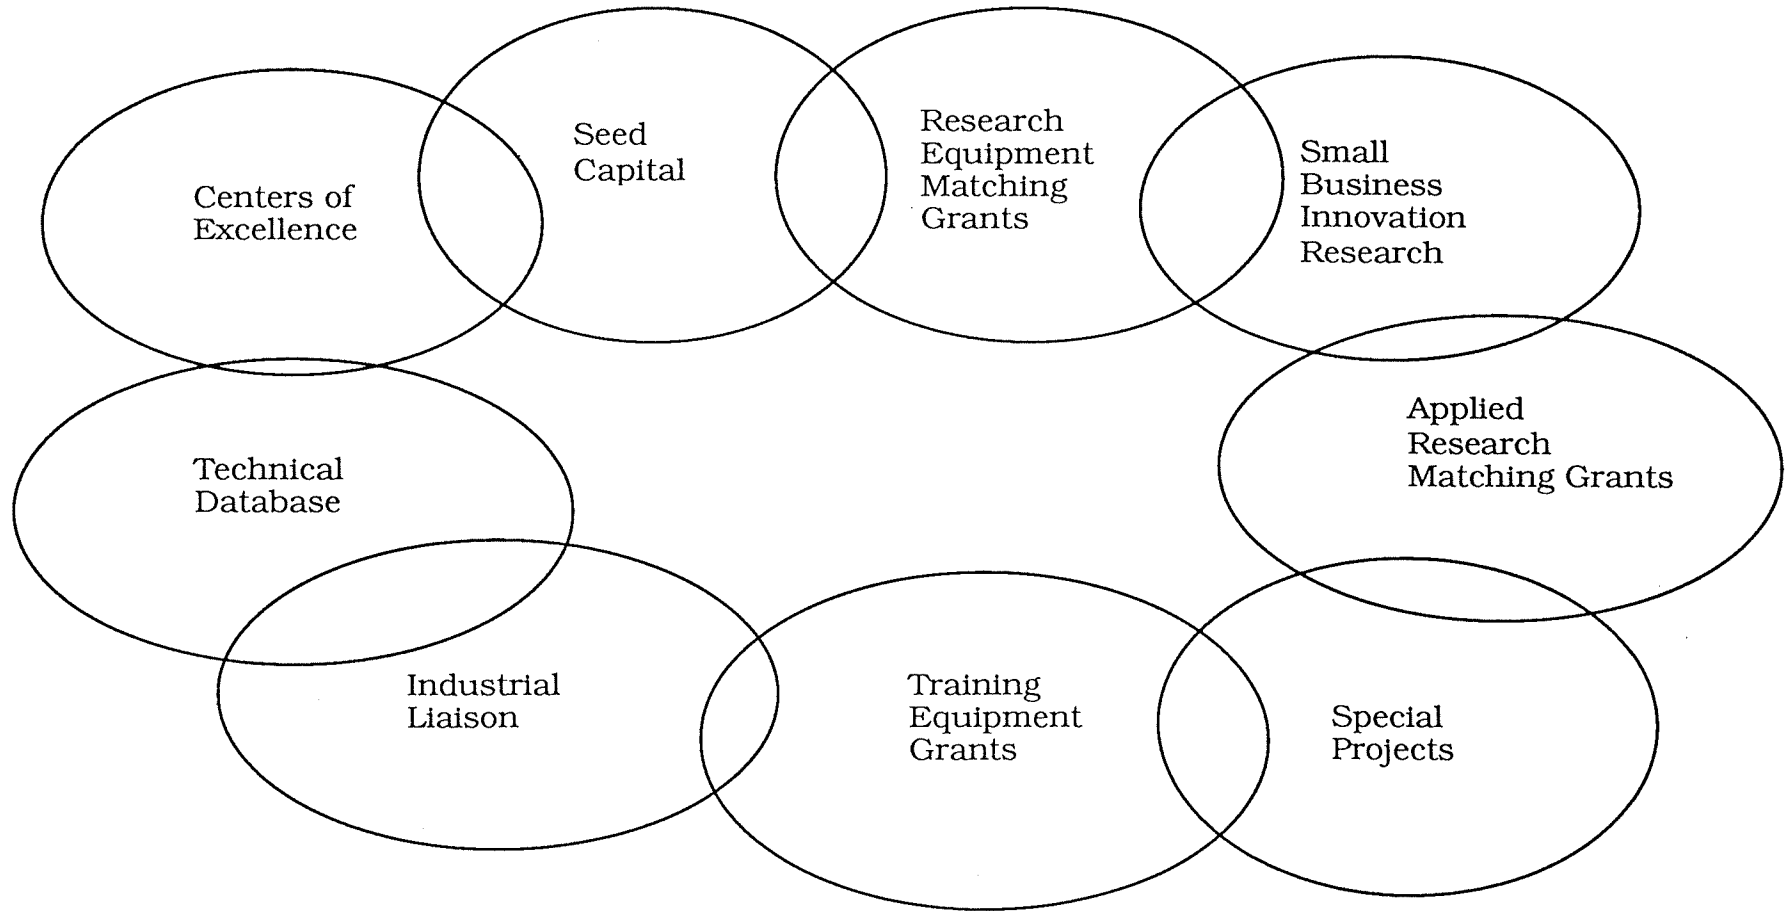 Centers of
Excellence
Seed
Capital
Research
Equipment
Matching
Grants
Small
Business
Innovation
Research
Applied
Research
Matching Grants
Technical
Database
Industrial
Liaison
Training
Equipment
Grants
Special
Projects